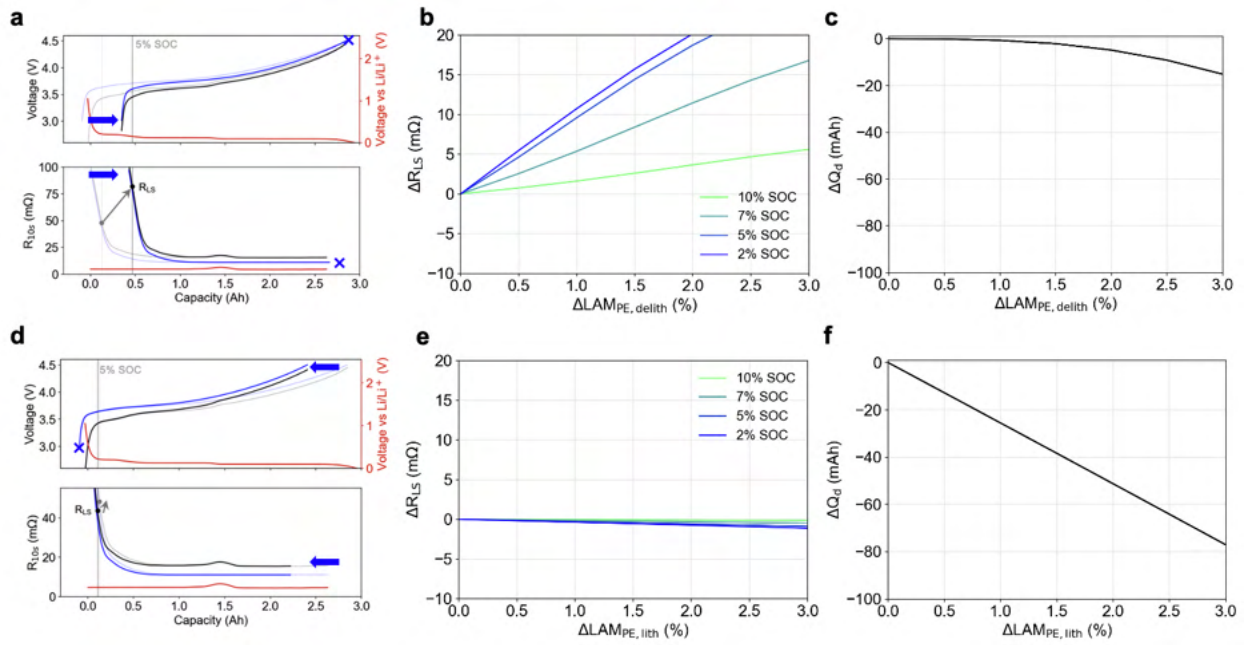 a
5% SOC
4.5
4.0
3.5
3.0
Voltage (V)
2
1
0
Voltage vs Li/Li⁺ (V)
100
75
50
25
0
R10s (mΩ)
RLS
0.0 0.5 1.0 1.5 2.0 2.5 3.0
Capacity (Ah)
b
20
15
10
5
0
−5
−10
ΔRLS (mΩ)
10% SOC
7% SOC
5% SOC
2% SOC
0.0 0.5 1.0 1.5 2.0 2.5 3.0
ΔLAMPE, delith (%)
c
0
−20
−40
−60
−80
−100
ΔQd (mAh)
0.0 0.5 1.0 1.5 2.0 2.5 3.0
ΔLAMPE, delith (%)
d
5% SOC
4.5
4.0
3.5
3.0
Voltage (V)
2
1
0
Voltage vs Li/Li⁺ (V)
40
20
0
R10s (mΩ)
RLS
0.0 0.5 1.0 1.5 2.0 2.5 3.0
Capacity (Ah)
e
20
15
10
5
0
−5
−10
ΔRLS (mΩ)
10% SOC
7% SOC
5% SOC
2% SOC
0.0 0.5 1.0 1.5 2.0 2.5 3.0
ΔLAMPE, lith (%)
f
0
−20
−40
−60
−80
−100
ΔQd (mAh)
0.0 0.5 1.0 1.5 2.0 2.5 3.0
ΔLAMPE, lith (%)